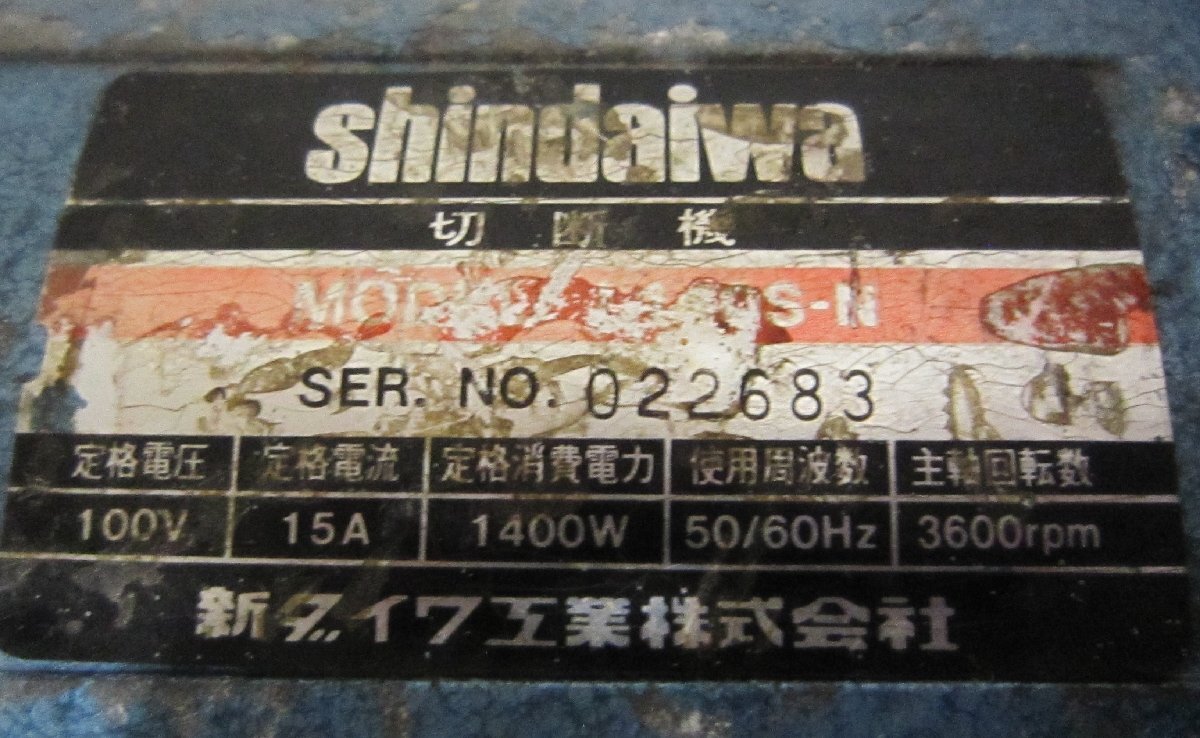 shindaiwa
切断機
MODEL
SER. NO. 022683
定格電圧 定格電流 定格消費電力 使用周波数 主軸回転数
100V 15A 1400W 50/60Hz 3600rpm
新ダイワ工業株式会社